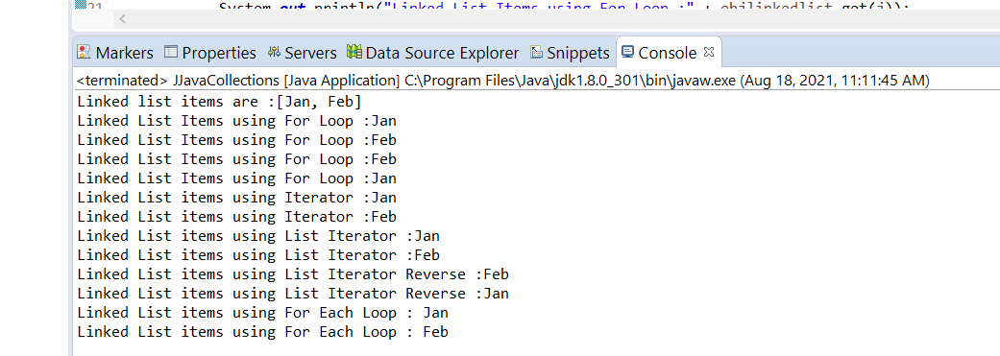 21 System.out.println("Linked List Items using For Loop :" + objlinkedlist.get(i));
Markers Properties Servers Data Source Explorer Snippets Console
<terminated> JJavaCollections [Java Application] C:\Program Files\Java\jdk1.8.0_301\bin\javaw.exe (Aug 18, 2021, 11:11:45 AM)
Linked list items are :[Jan, Feb]
Linked List Items using For Loop :Jan
Linked List Items using For Loop :Feb
Linked List Items using For Loop :Feb
Linked List Items using For Loop :Jan
Linked List items using Iterator :Jan
Linked List items using Iterator :Feb
Linked List items using List Iterator :Jan
Linked List items using List Iterator :Feb
Linked List items using List Iterator Reverse :Feb
Linked List items using List Iterator Reverse :Jan
Linked List items using For Each Loop : Jan
Linked List items using For Each Loop : Feb